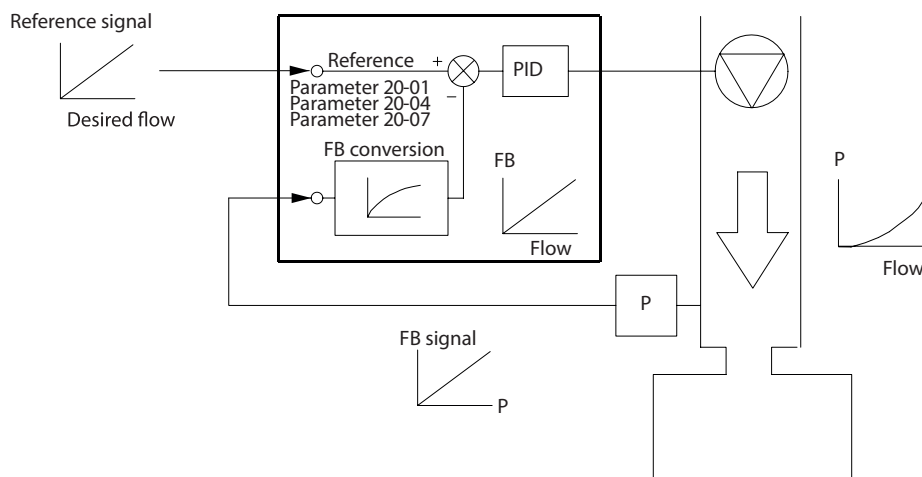 Reference signal
Desired flow
Reference
+
−
PID
Parameter 20-01
Parameter 20-04
Parameter 20-07
FB conversion
FB
Flow
P
Flow
P
FB signal
P